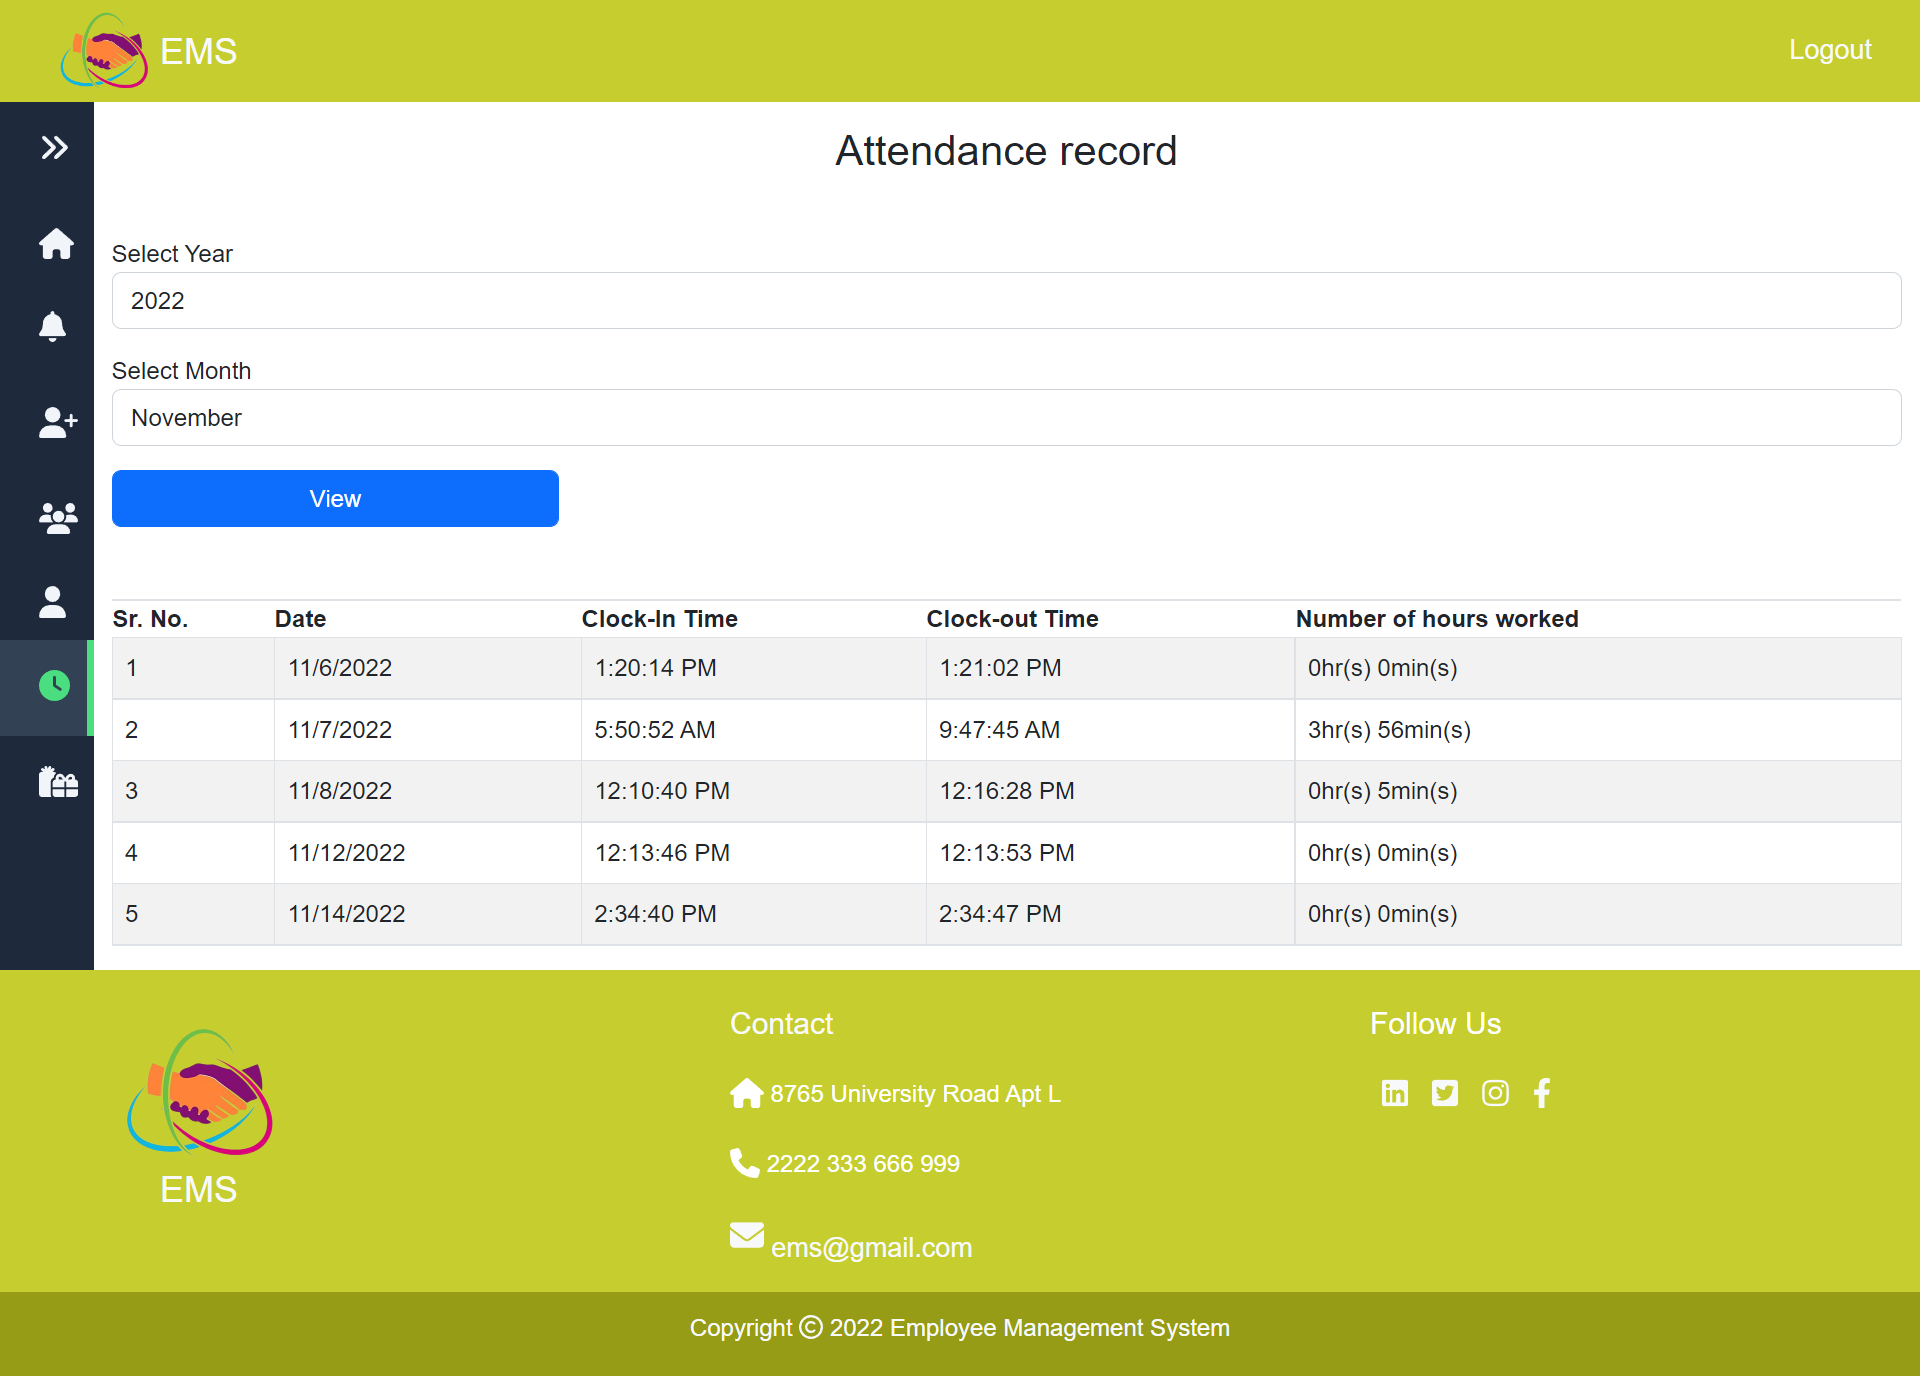 EMS
Logout
Attendance record
Select Year
2022
Select Month
November
View
Sr. No. Date Clock-In Time Clock-out Time Number of hours worked
1 11/6/2022 1:20:14 PM 1:21:02 PM 0hr(s) 0min(s)
2 11/7/2022 5:50:52 AM 9:47:45 AM 3hr(s) 56min(s)
3 11/8/2022 12:10:40 PM 12:16:28 PM 0hr(s) 5min(s)
4 11/12/2022 12:13:46 PM 12:13:53 PM 0hr(s) 0min(s)
5 11/14/2022 2:34:40 PM 2:34:47 PM 0hr(s) 0min(s)
EMS
Contact
8765 University Road Apt L
2222 333 666 999
ems@gmail.com
Follow Us
Copyright © 2022 Employee Management System